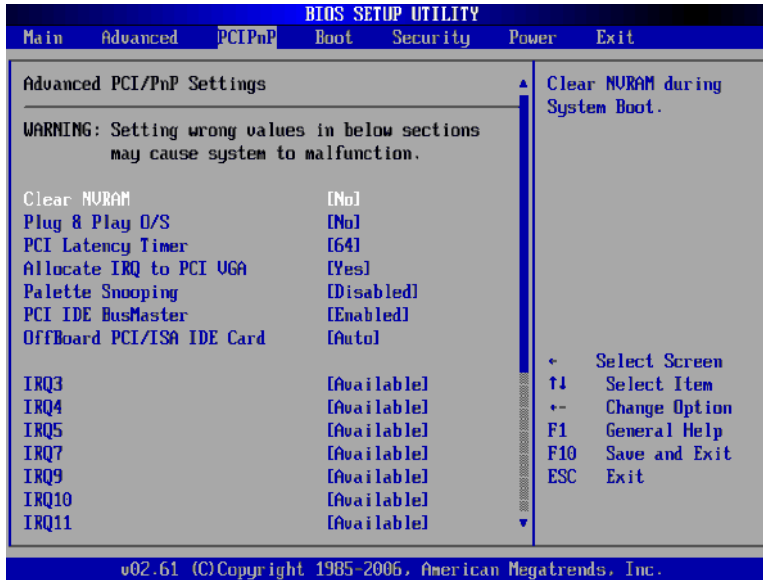 BIOS SETUP UTILITY
Main Advanced PCIPnP Boot Security Power Exit
Advanced PCI/PnP Settings
WARNING: Setting wrong values in below sections
may cause system to malfunction.
Clear NVRAM [No]
Plug & Play O/S [No]
PCI Latency Timer [64]
Allocate IRQ to PCI VGA [Yes]
Palette Snooping [Disabled]
PCI IDE BusMaster [Enabled]
OffBoard PCI/ISA IDE Card [Auto]
IRQ3 [Available]
IRQ4 [Available]
IRQ5 [Available]
IRQ7 [Available]
IRQ9 [Available]
IRQ10 [Available]
IRQ11 [Available]
Clear NVRAM during
System Boot.
← Select Screen
↑↓ Select Item
+- Change Option
F1 General Help
F10 Save and Exit
ESC Exit
v02.61 (C)Copyright 1985-2006, American Megatrends, Inc.